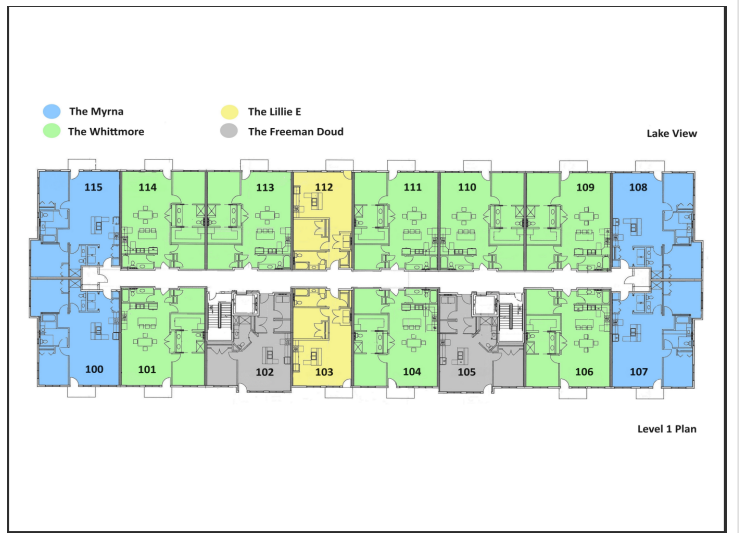 The Myrna
The Lillie E
The Whittmore
The Freeman Doud
Lake View
115
114
113
112
111
110
109
108
100
101
102
103
104
105
106
107
Level 1 Plan